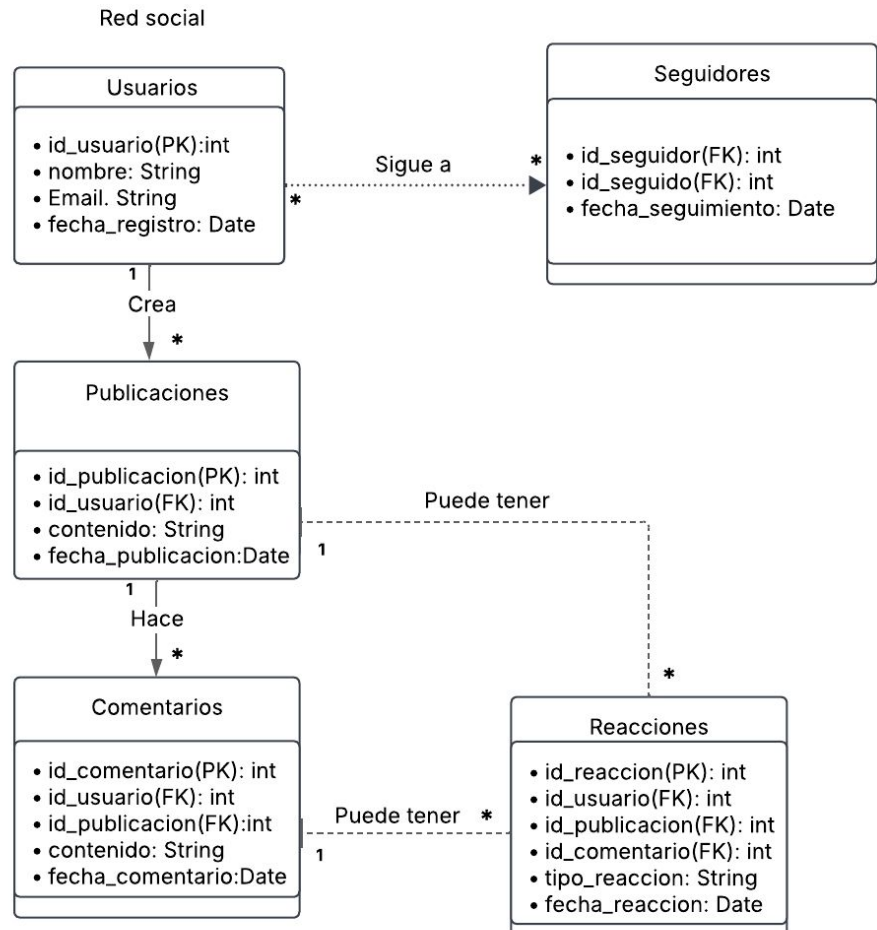 Red social
Usuarios
• id_usuario(PK):int
• nombre: String
• Email. String
• fecha_registro: Date
Sigue a
*
*
Seguidores
• id_seguidor(FK): int
• id_seguido(FK): int
• fecha_seguimiento: Date
1
Crea
*
Publicaciones
• id_publicacion(PK): int
• id_usuario(FK): int
• contenido: String
• fecha_publicacion:Date
Puede tener
1
*
1
Hace
*
Comentarios
• id_comentario(PK): int
• id_usuario(FK): int
• id_publicacion(FK):int
• contenido: String
• fecha_comentario:Date
Puede tener
*
1
Reacciones
• id_reaccion(PK): int
• id_usuario(FK): int
• id_publicacion(FK): int
• id_comentario(FK): int
• tipo_reaccion: String
• fecha_reaccion: Date